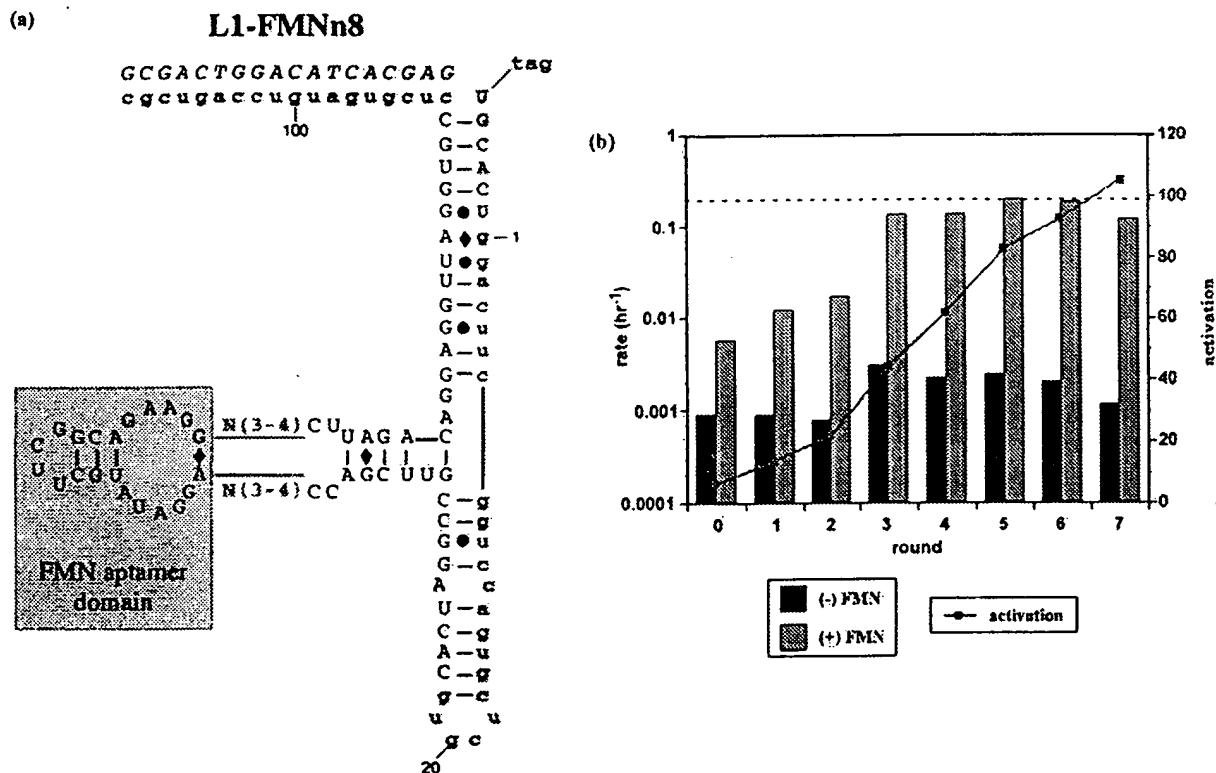 (a)
L1-FMNn8
tag
GCGACTGGACATCACGAG U
cgcugaccuguagugcuc
100
C–G
G–C
U–A
G–C
G U
A g–1
U g
U–a
G–c
G u
A–u
G–c
G
A
N(3-4)CU UAGA–C
N(3-4)CC AGCUUG
C–g
C–g
G u
G–c
A c
U–a
C–g
A–u
C–g
g–c
u u
g c
20
FMN aptamer
domain
(b)
1
0.1
0.01
0.001
0.0001
rate (hr⁻¹)
120
100
80
60
40
20
0
activation
0 1 2 3 4 5 6 7
round
(-) FMN
(+) FMN
activation